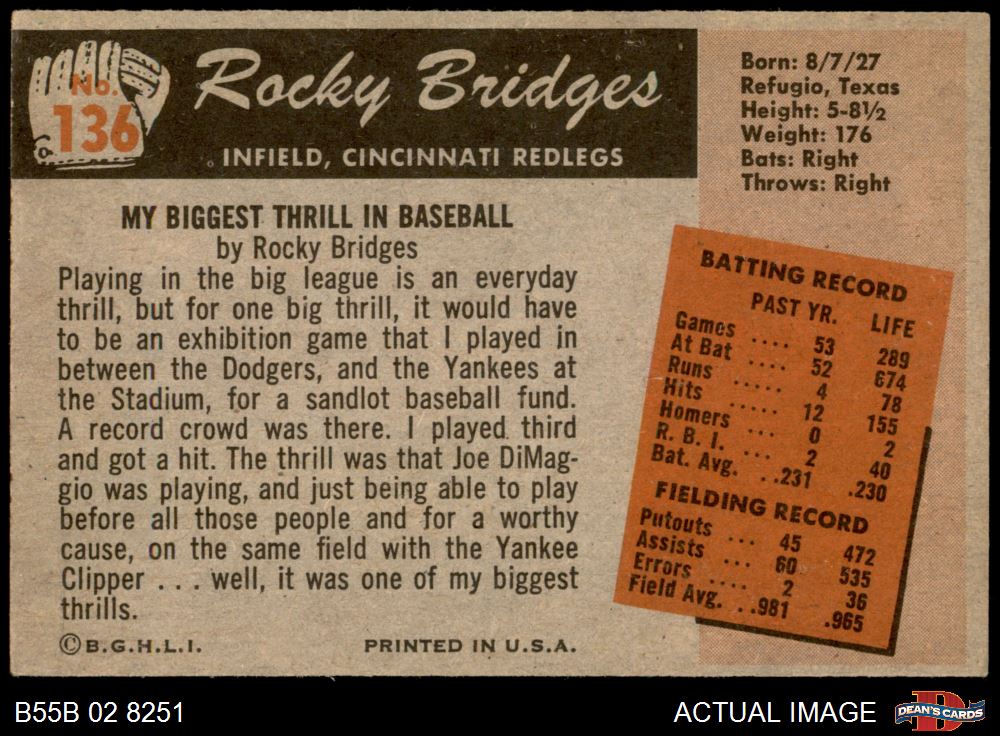 No.
136
Rocky Bridges
INFIELD, CINCINNATI REDLEGS
Born: 8/7/27
Refugio, Texas
Height: 5-8½
Weight: 176
Bats: Right
Throws: Right
MY BIGGEST THRILL IN BASEBALL
by Rocky Bridges
Playing in the big league is an everyday
thrill, but for one big thrill, it would have
to be an exhibition game that I played in
between the Dodgers, and the Yankees at
the Stadium, for a sandlot baseball fund.
A record crowd was there. I played third
and got a hit. The thrill was that Joe DiMag-
gio was playing, and just being able to play
before all those people and for a worthy
cause, on the same field with the Yankee
Clipper . . . well, it was one of my biggest
thrills.
©B.G.H.L.I. PRINTED IN U.S.A.
BATTING RECORD
PAST YR. LIFE
Games .... 53 289
At Bat .... 52 674
Runs ..... 4 78
Hits ..... 12 155
Homers ... 0 2
R. B. I. ... 2 40
Bat. Avg. ..231 .230
FIELDING RECORD
Putouts ... 45 472
Assists ... 60 535
Errors .... 2 36
Field Avg. ..981 .965
B55B 02 8251
ACTUAL IMAGE
D
DEAN'S CARDS